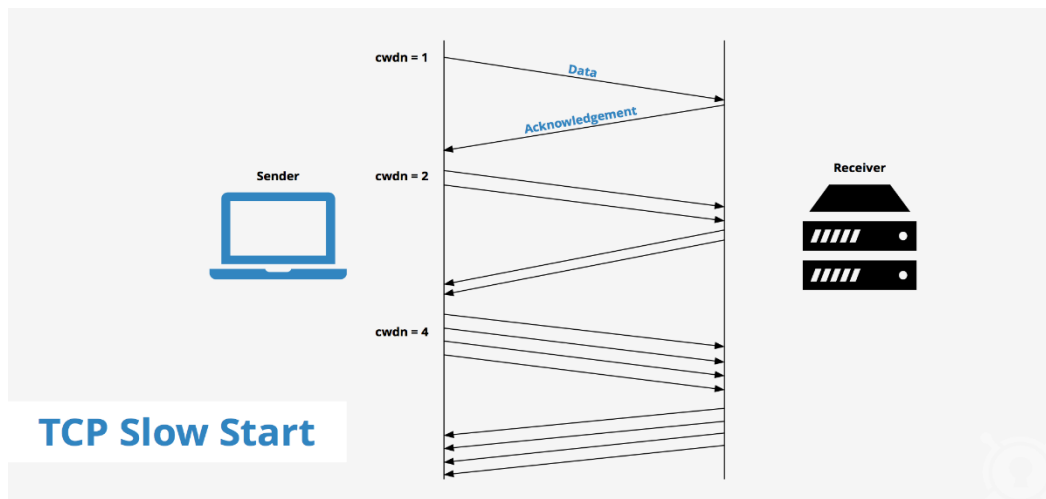 cwdn = 1
Data
Acknowledgement
Sender
cwdn = 2
Receiver
cwdn = 4
TCP Slow Start